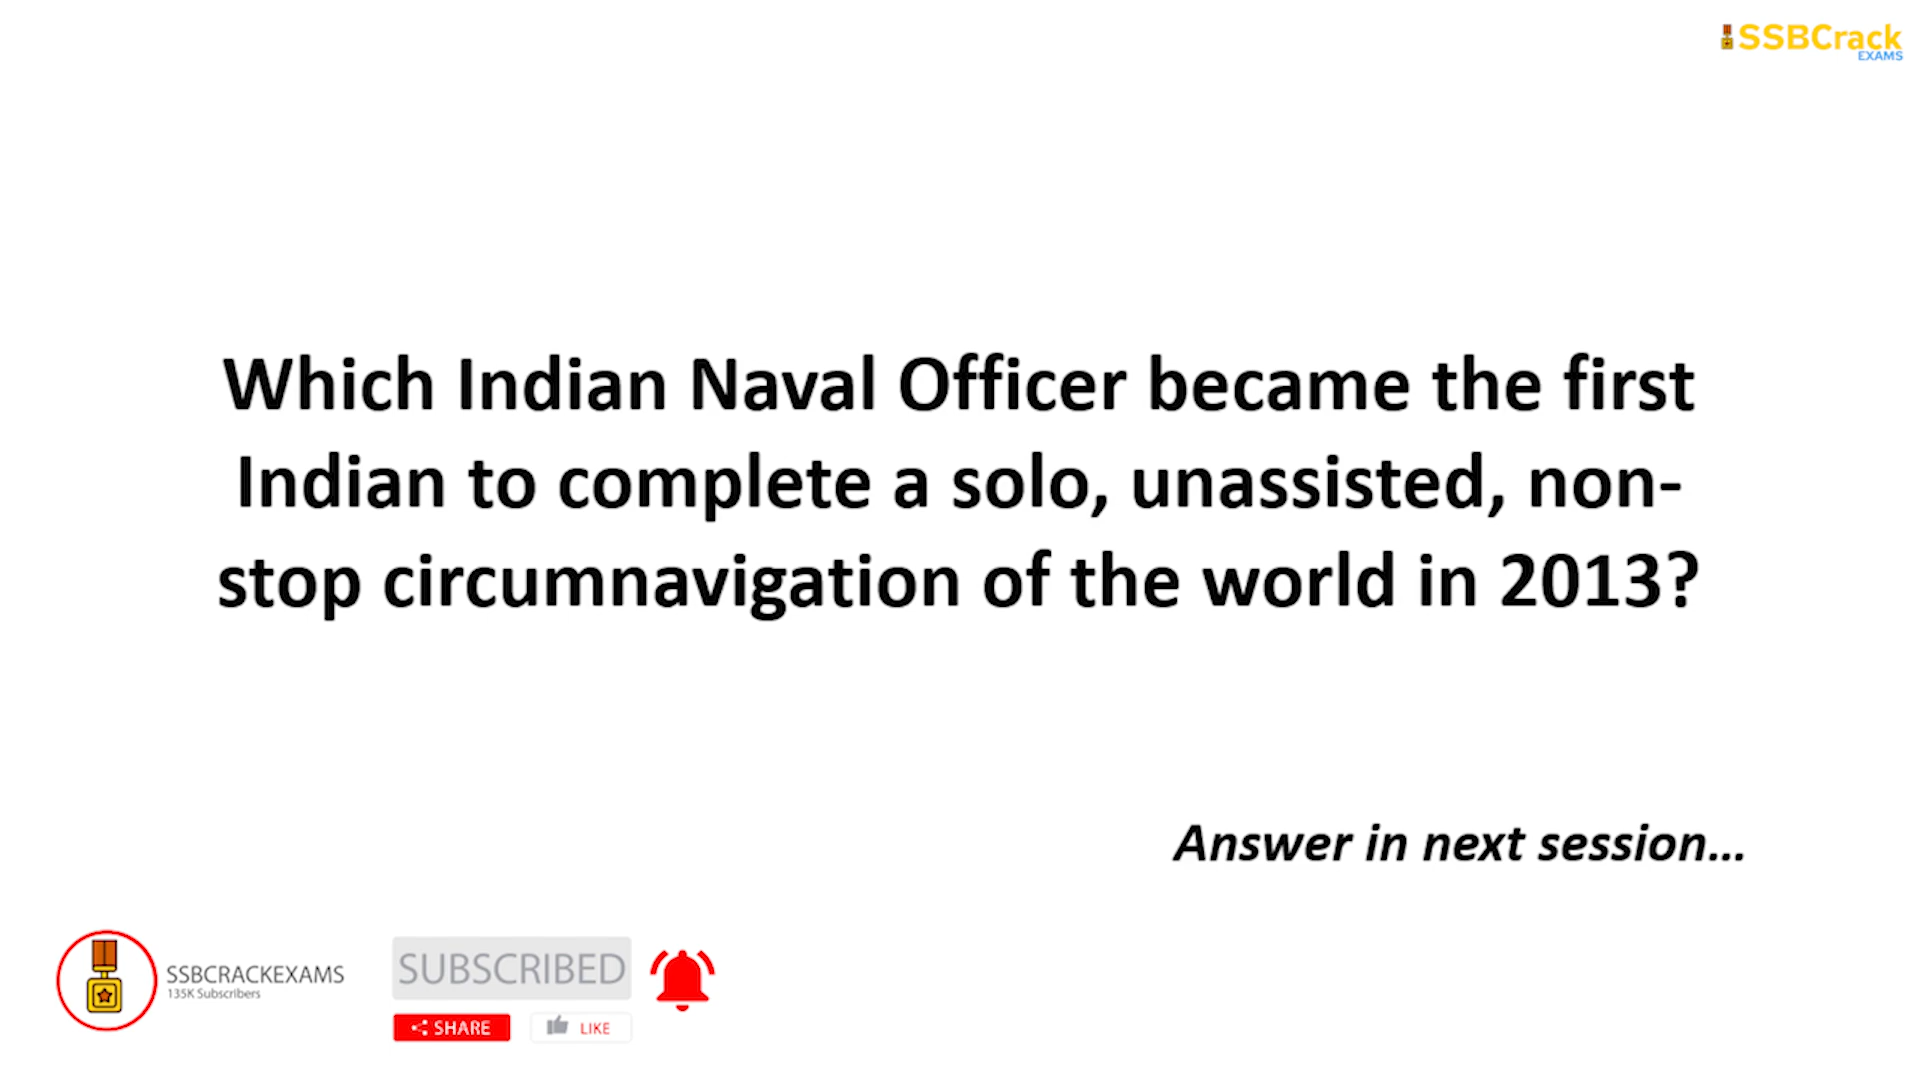 SSBCrack
EXAMS
Which Indian Naval Officer became the first
Indian to complete a solo, unassisted, non-
stop circumnavigation of the world in 2013?
Answer in next session...
SSBCRACKEXAMS
135K Subscribers
SUBSCRIBED
SHARE
LIKE